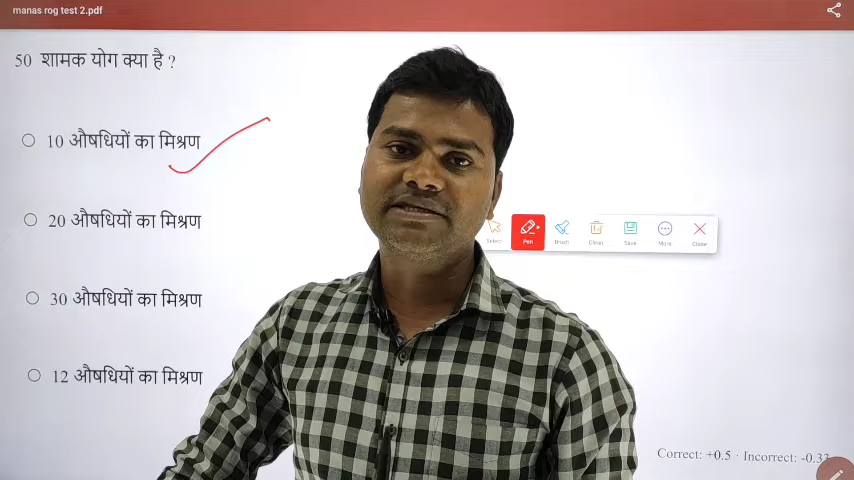 manas rog test 2.pdf
50 शामक योग क्या है ?
10 औषधियों का मिश्रण
20 औषधियों का मिश्रण
30 औषधियों का मिश्रण
12 औषधियों का मिश्रण
Select
Pen
Brush
Clean
Save
More
Close
Correct: +0.5 · Incorrect: -0.33